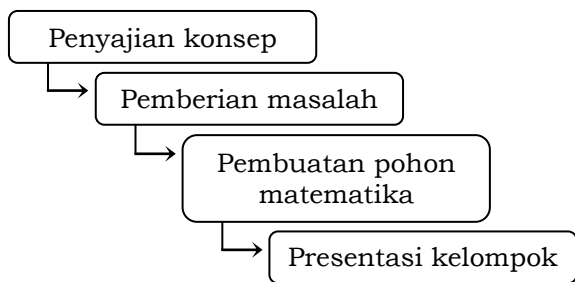 Penyajian konsep
Pemberian masalah
Pembuatan pohon
matematika
Presentasi kelompok